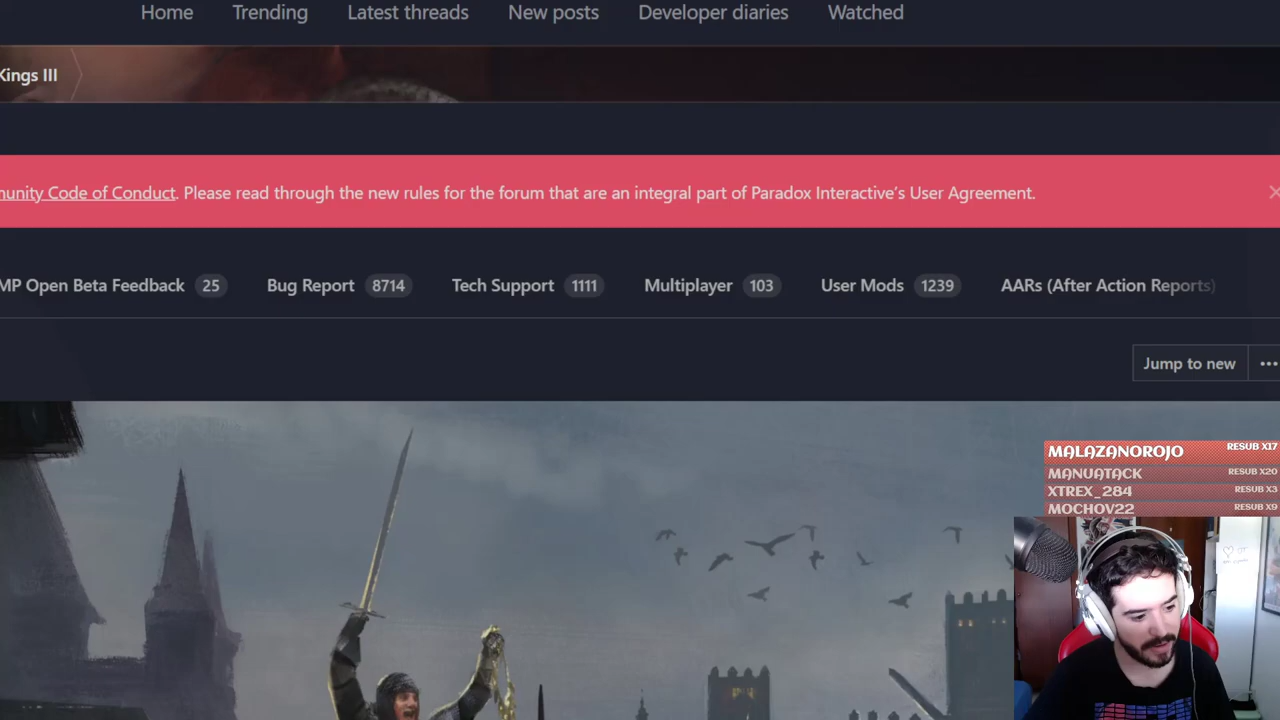 Home Trending Latest threads New posts Developer diaries Watched
Kings III
munity Code of Conduct. Please read through the new rules for the forum that are an integral part of Paradox Interactive's User Agreement.
MP Open Beta Feedback 25 Bug Report 8714 Tech Support 1111 Multiplayer 103 User Mods 1239 AARs (After Action Reports)
Jump to new
MALAZANOROJO RESUB X17
MANUATACK RESUB X20
XTREX_284 RESUB X3
MOCHOV22 RESUB X9